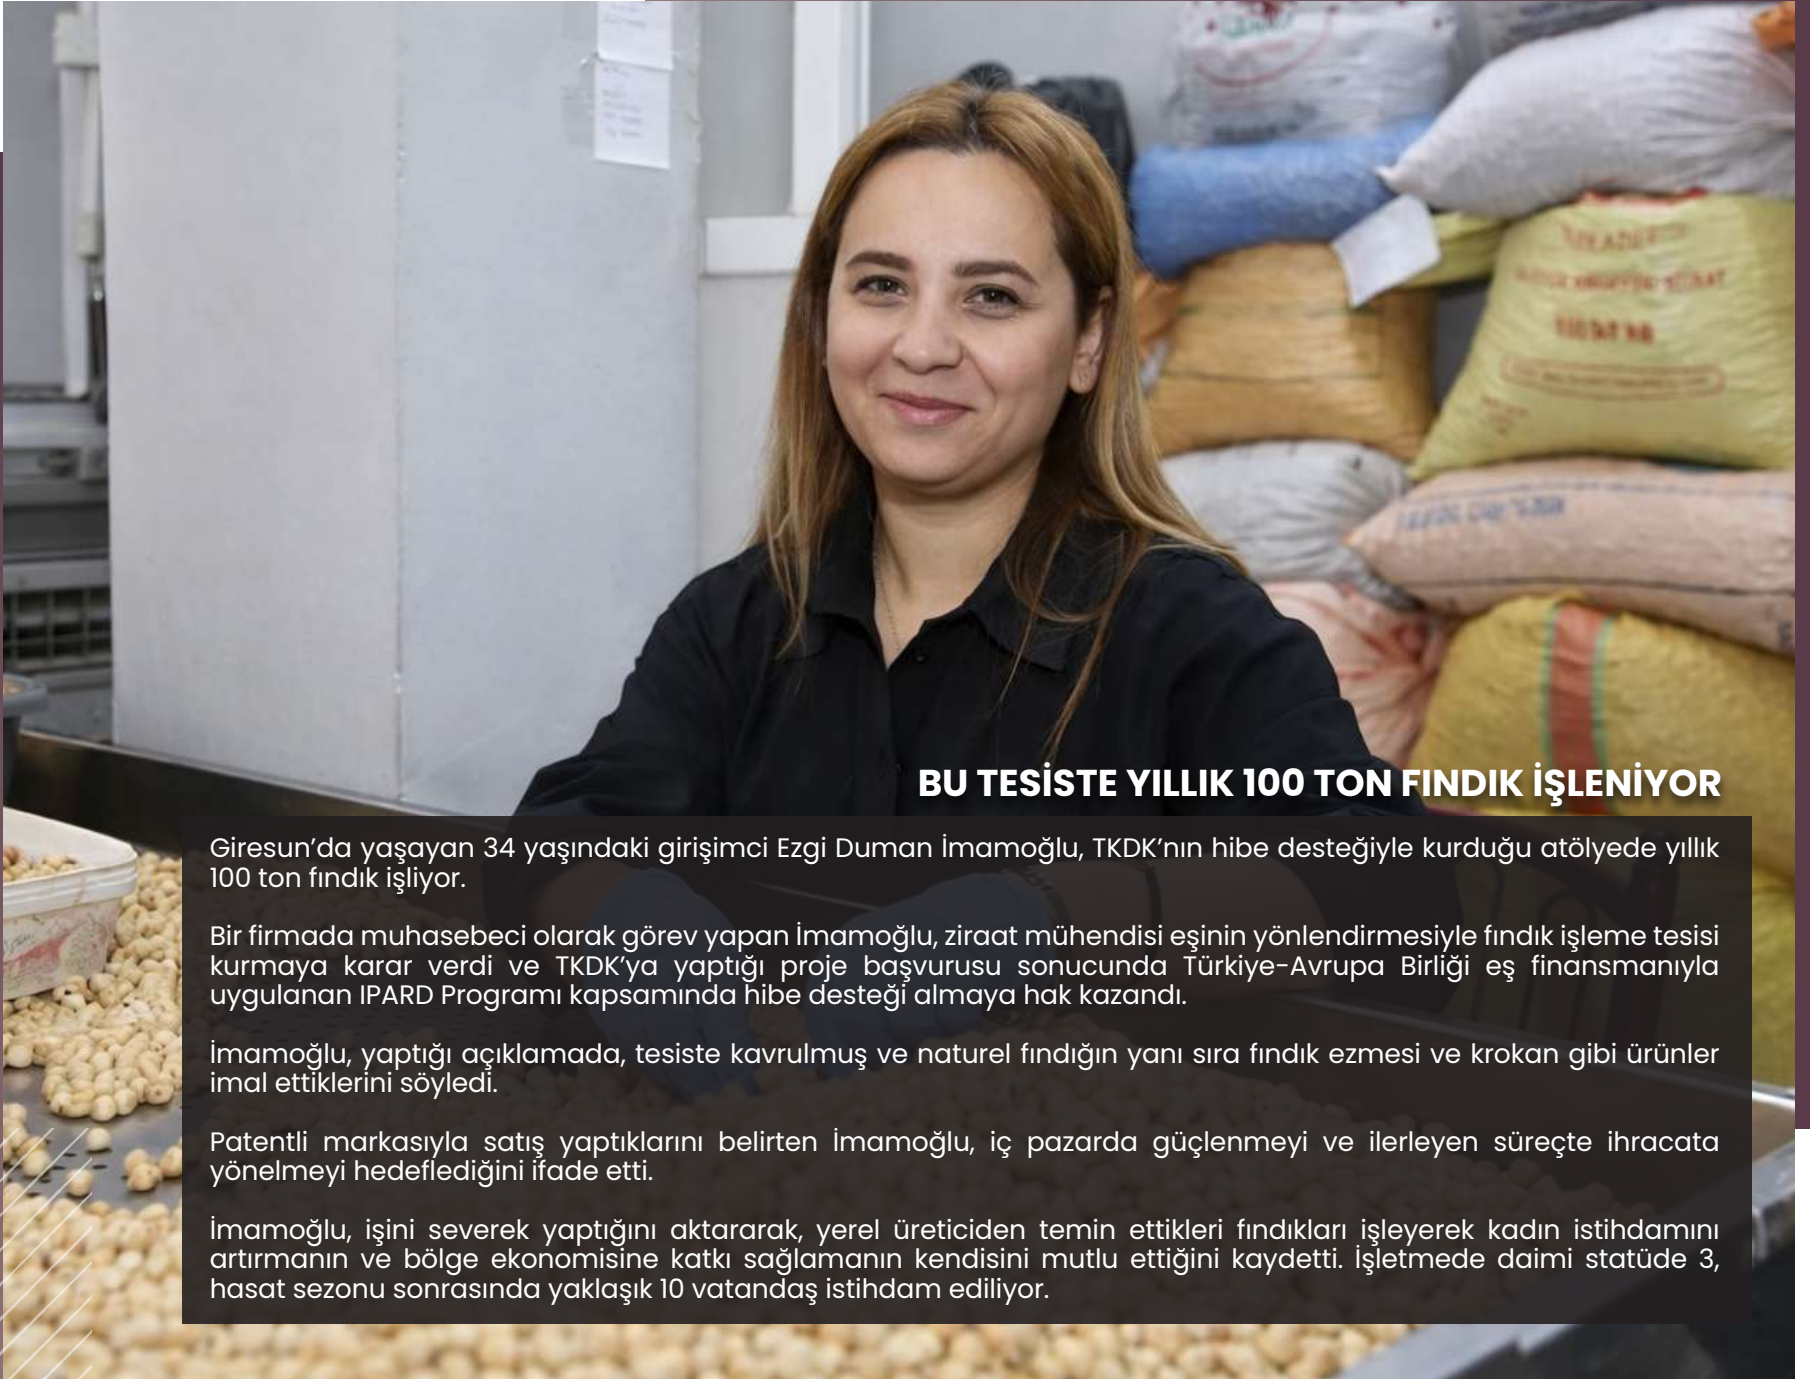 BU TESİSTE YILLIK 100 TON FINDIK İŞLENİYOR
Giresun’da yaşayan 34 yaşındaki girişimci Ezgi Duman İmamoğlu, TKDK’nın hibe desteğiyle kurduğu atölyede yıllık
100 ton fındık işliyor.
Bir firmada muhasebeci olarak görev yapan İmamoğlu, ziraat mühendisi eşinin yönlendirmesiyle fındık işleme tesisi
kurmaya karar verdi ve TKDK’ya yaptığı proje başvurusu sonucunda Türkiye-Avrupa Birliği eş finansmanıyla
uygulanan IPARD Programı kapsamında hibe desteği almaya hak kazandı.
İmamoğlu, yaptığı açıklamada, tesiste kavrulmuş ve naturel fındığın yanı sıra fındık ezmesi ve krokan gibi ürünler
imal ettiklerini söyledi.
Patentli markasıyla satış yaptıklarını belirten İmamoğlu, iç pazarda güçlenmeyi ve ilerleyen süreçte ihracata
yönelmeyi hedeflediğini ifade etti.
İmamoğlu, işini severek yaptığını aktararak, yerel üreticiden temin ettikleri fındıkları işleyerek kadın istihdamını
artırmanın ve bölge ekonomisine katkı sağlamanın kendisini mutlu ettiğini kaydetti. İşletmede daimi statüde 3,
hasat sezonu sonrasında yaklaşık 10 vatandaş istihdam ediliyor.